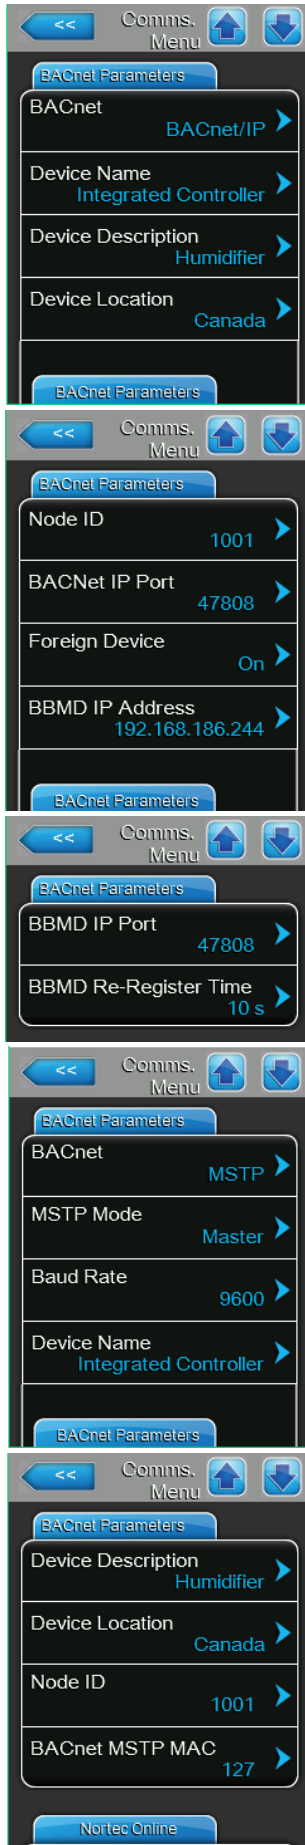 <<
Comms.
Menu
BACnet Parameters
BACnet
BACnet/IP
Device Name
Integrated Controller
Device Description
Humidifier
Device Location
Canada
BACnet Parameters
<<
Comms.
Menu
BACnet Parameters
Node ID
1001
BACNet IP Port
47808
Foreign Device
On
BBMD IP Address
192.168.186.244
BACnet Parameters
<<
Comms.
Menu
BACnet Parameters
BBMD IP Port
47808
BBMD Re-Register Time
10 s
<<
Comms.
Menu
BACnet Parameters
BACnet
MSTP
MSTP Mode
Master
Baud Rate
9600
Device Name
Integrated Controller
BACnet Parameters
<<
Comms.
Menu
BACnet Parameters
Device Description
Humidifier
Device Location
Canada
Node ID
1001
BACnet MSTP MAC
127
Nortec Online